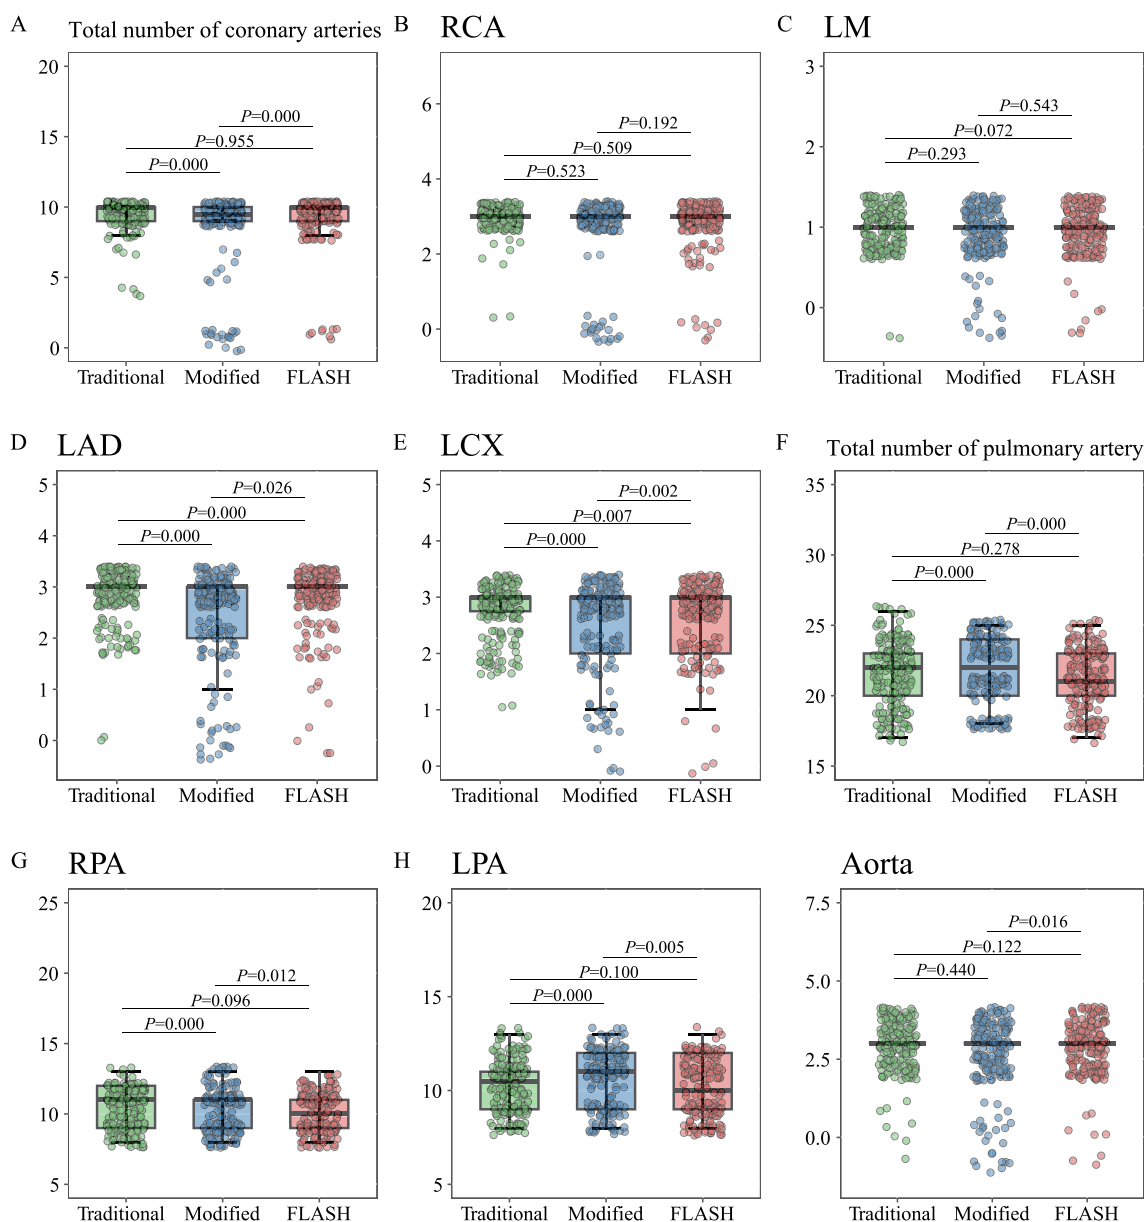 A Total number of coronary arteries
20
15
10
5
0
P=0.000
P=0.955
P=0.000
Traditional Modified FLASH
B RCA
6
4
2
0
P=0.192
P=0.509
P=0.523
Traditional Modified FLASH
C LM
3
2
1
0
P=0.543
P=0.072
P=0.293
Traditional Modified FLASH
D LAD
5
4
3
2
1
0
P=0.026
P=0.000
P=0.000
Traditional Modified FLASH
E LCX
5
4
3
2
1
0
P=0.002
P=0.007
P=0.000
Traditional Modified FLASH
F Total number of pulmonary artery
35
30
25
20
15
P=0.000
P=0.278
P=0.000
Traditional Modified FLASH
G RPA
25
20
15
10
5
P=0.012
P=0.096
P=0.000
Traditional Modified FLASH
H LPA
20
15
10
5
P=0.005
P=0.100
P=0.000
Traditional Modified FLASH
Aorta
7.5
5.0
2.5
0.0
P=0.016
P=0.122
P=0.440
Traditional Modified FLASH